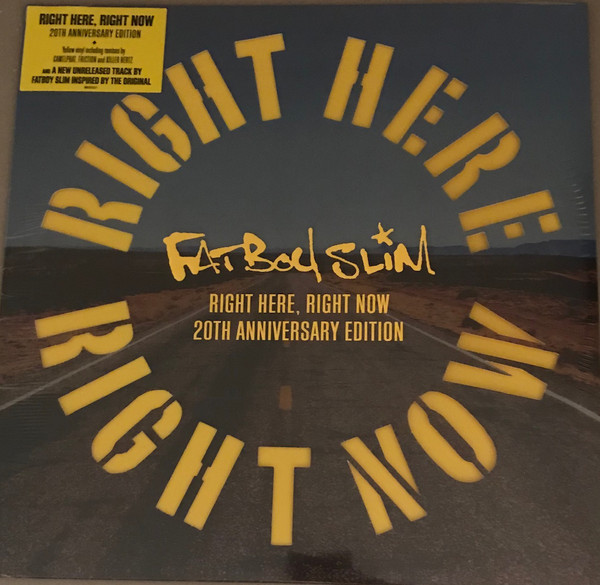 RIGHT HERE, RIGHT NOW
20TH ANNIVERSARY EDITION
+
Yellow vinyl including remixes by
CAMELPHAT, FRICTION and KILLER HERTZ
AND A NEW UNRELEASED TRACK BY
FATBOY SLIM INSPIRED BY THE ORIGINAL
RIGHT HERE
FATBOY SLIM
RIGHT HERE, RIGHT NOW
20TH ANNIVERSARY EDITION
RIGHT NOW